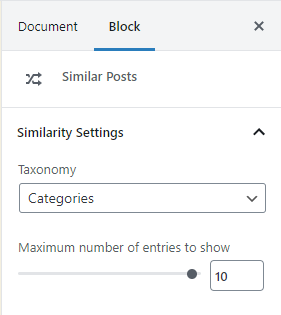 Document Block
Similar Posts
Similarity Settings
Taxonomy
Categories
Maximum number of entries to show
10